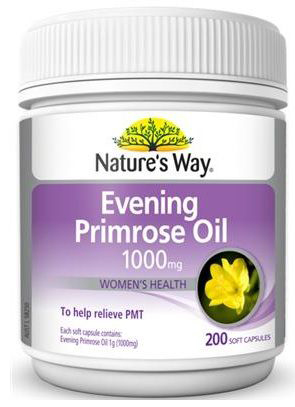 Nature's Way®
Evening
Primrose Oil
1000mg
WOMEN'S HEALTH
To help relieve PMT
Each soft capsule contains:
Evening Primrose Oil 1g (1000mg)
200 SOFT CAPSULES